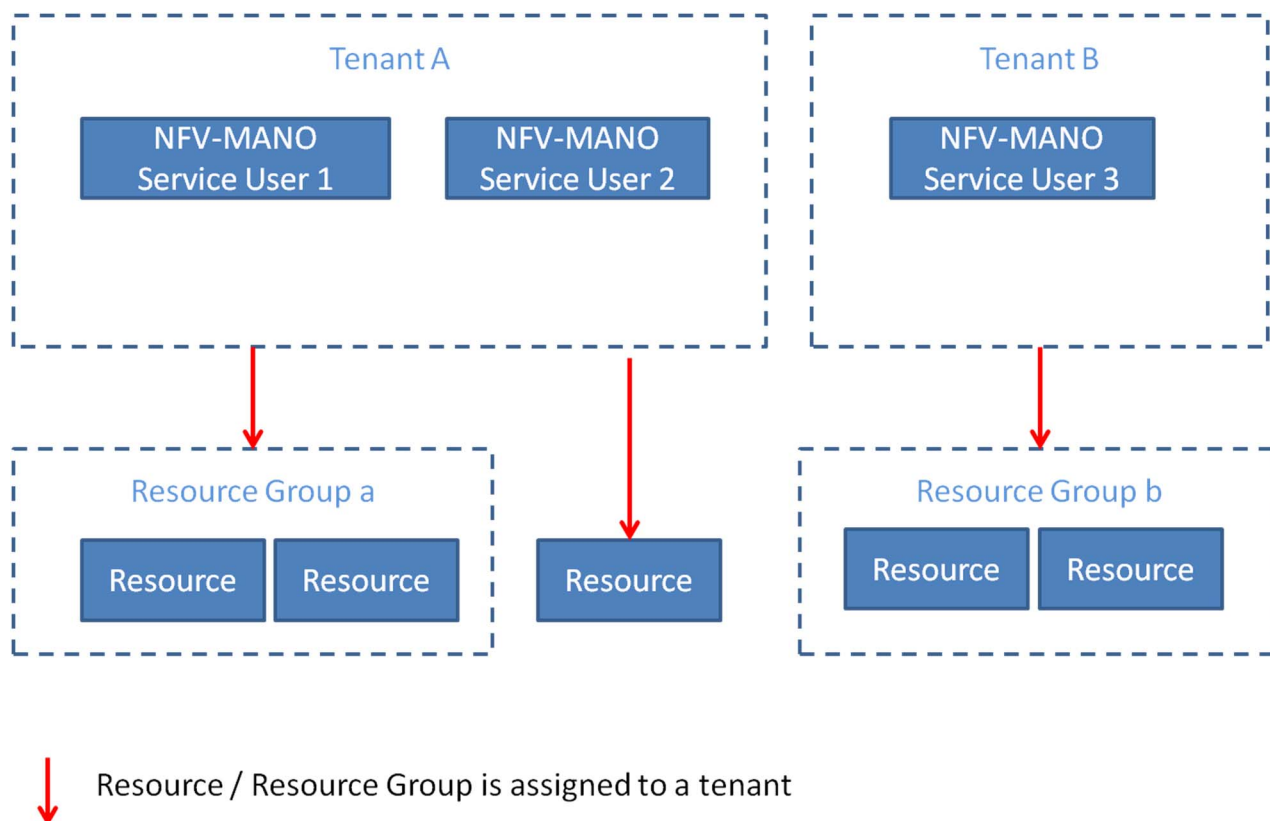 Tenant A
Tenant B
NFV-MANO
Service User 1
NFV-MANO
Service User 2
NFV-MANO
Service User 3
Resource Group a
Resource Group b
Resource
Resource
Resource
Resource
Resource
Resource / Resource Group is assigned to a tenant